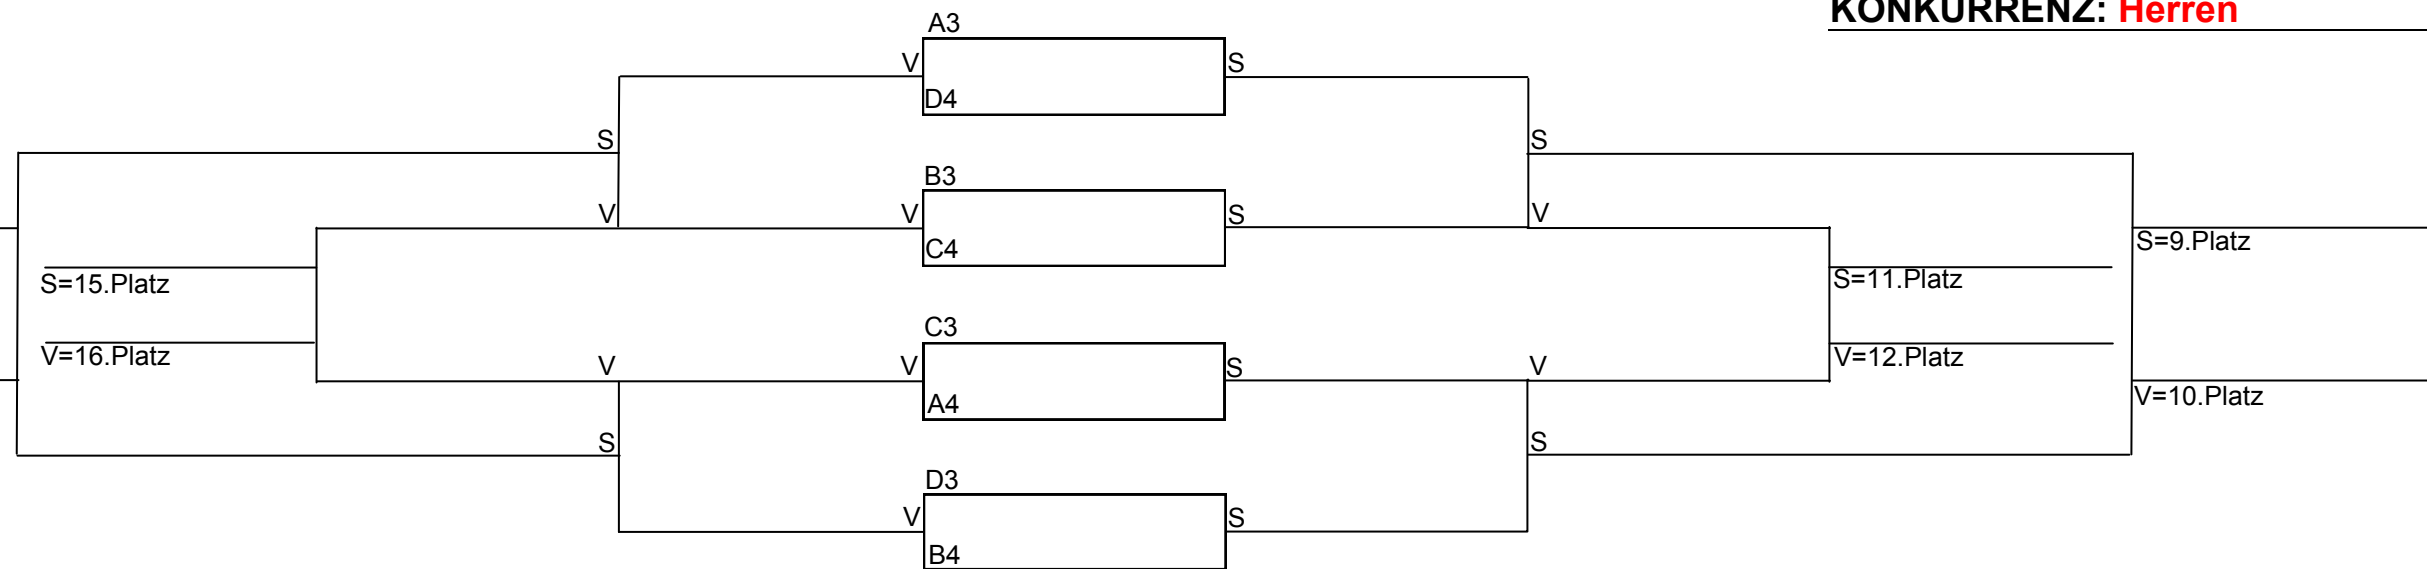 KONKURRENZ: Herren
A3
V S
D4
S S
B3
V V S V
C4
S=9.Platz
S=15.Platz S=11.Platz
C3
V=16.Platz V=12.Platz
V V S V
A4
V=10.Platz
S S
D3
V S
B4